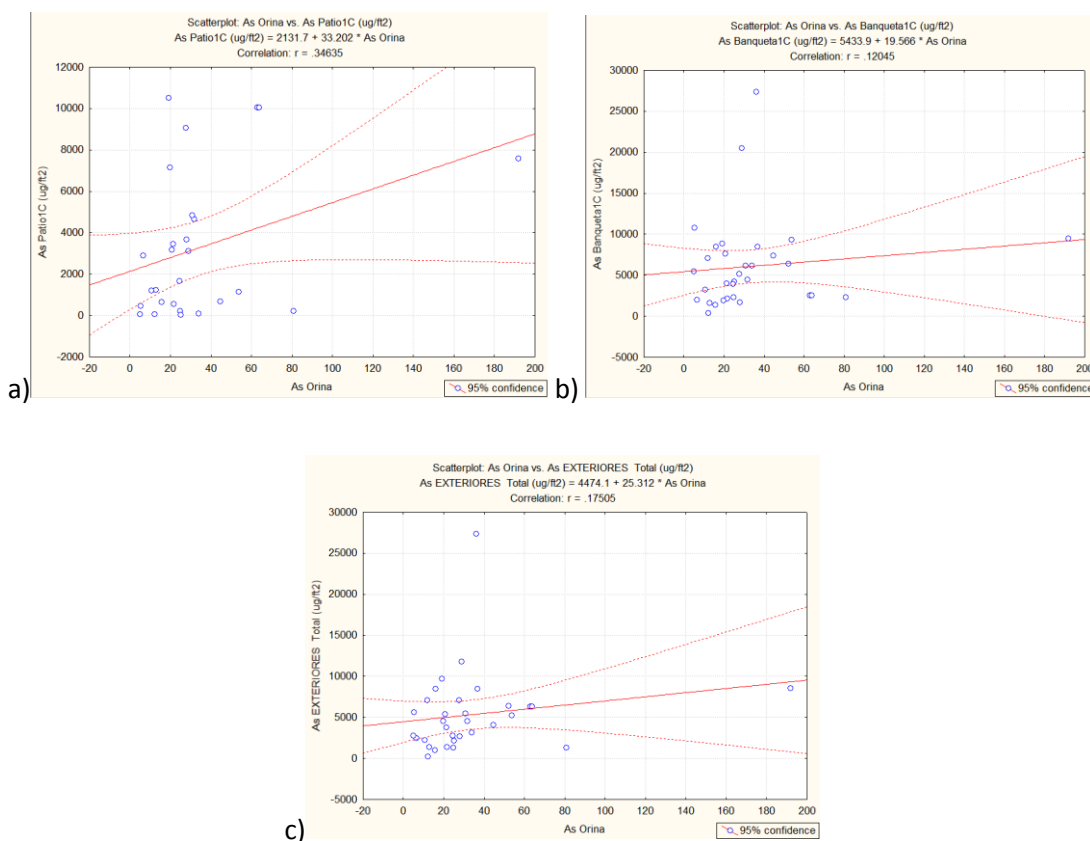 Scatterplot: As Orina vs. As Patio1C (ug/ft2)
As Patio1C (ug/ft2) = 2131.7 + 33.202 * As Orina
Correlation: r = .34635
12000
10000
8000
6000
4000
2000
0
-2000
As Patio1C (ug/ft2)
-20 0 20 40 60 80 100 120 140 160 180 200
As Orina
95% confidence
a)
Scatterplot: As Orina vs. As Banqueta1C (ug/ft2)
As Banqueta1C (ug/ft2) = 5433.9 + 19.566 * As Orina
Correlation: r = .12045
30000
25000
20000
15000
10000
5000
0
-5000
As Banqueta1C (ug/ft2)
-20 0 20 40 60 80 100 120 140 160 180 200
As Orina
95% confidence
b)
Scatterplot: As Orina vs. As EXTERIORES Total (ug/ft2)
As EXTERIORES Total (ug/ft2) = 4474.1 + 25.312 * As Orina
Correlation: r = .17505
30000
25000
20000
15000
10000
5000
0
-5000
As EXTERIORES Total (ug/ft2)
-20 0 20 40 60 80 100 120 140 160 180 200
As Orina
95% confidence
c)